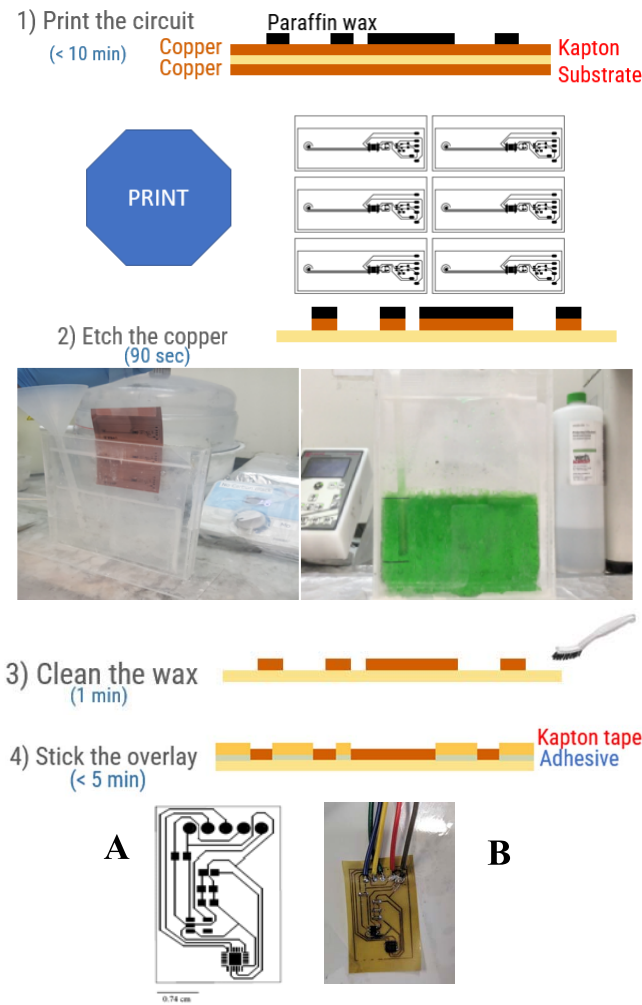 1) Print the circuit
(< 10 min)
Paraffin wax
Copper
Copper
Kapton
Substrate
PRINT
2) Etch the copper
(90 sec)
3) Clean the wax
(1 min)
4) Stick the overlay
(< 5 min)
Kapton tape
Adhesive
A
B
0.74 cm